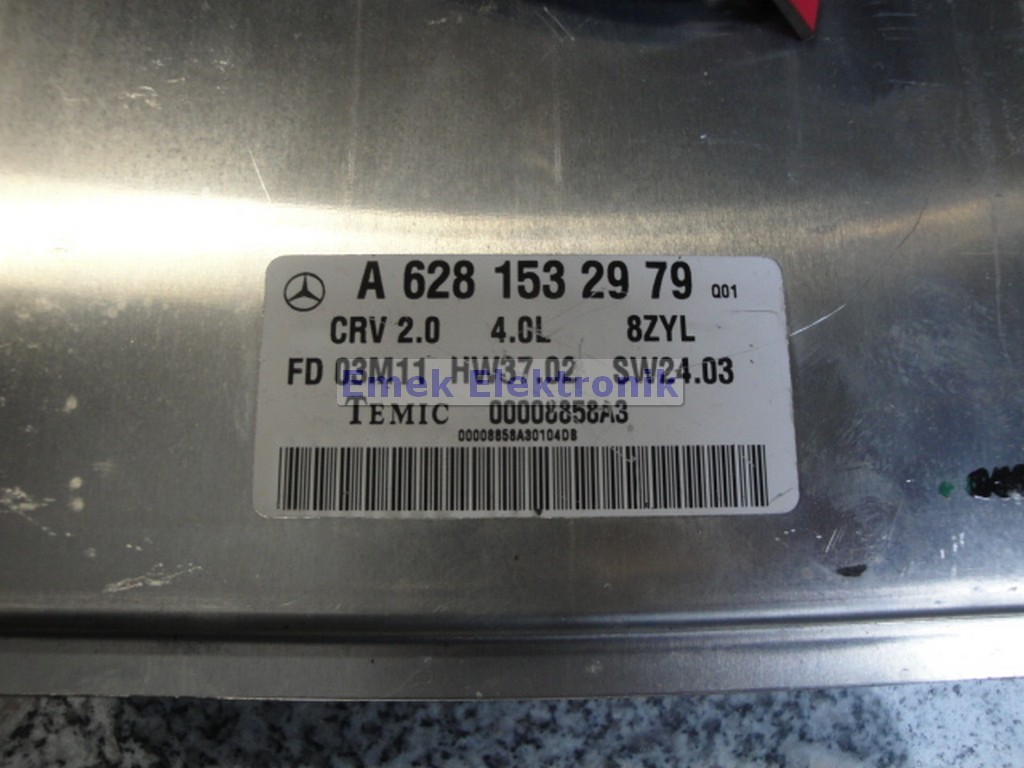 A 628 153 29 79 Q01
CRV 2.0 4.0L 8ZYL
FD 03M11 HW37.02 SW24.03
Emek Elektronik
TEMIC 00008858A3
00008858A30104DB